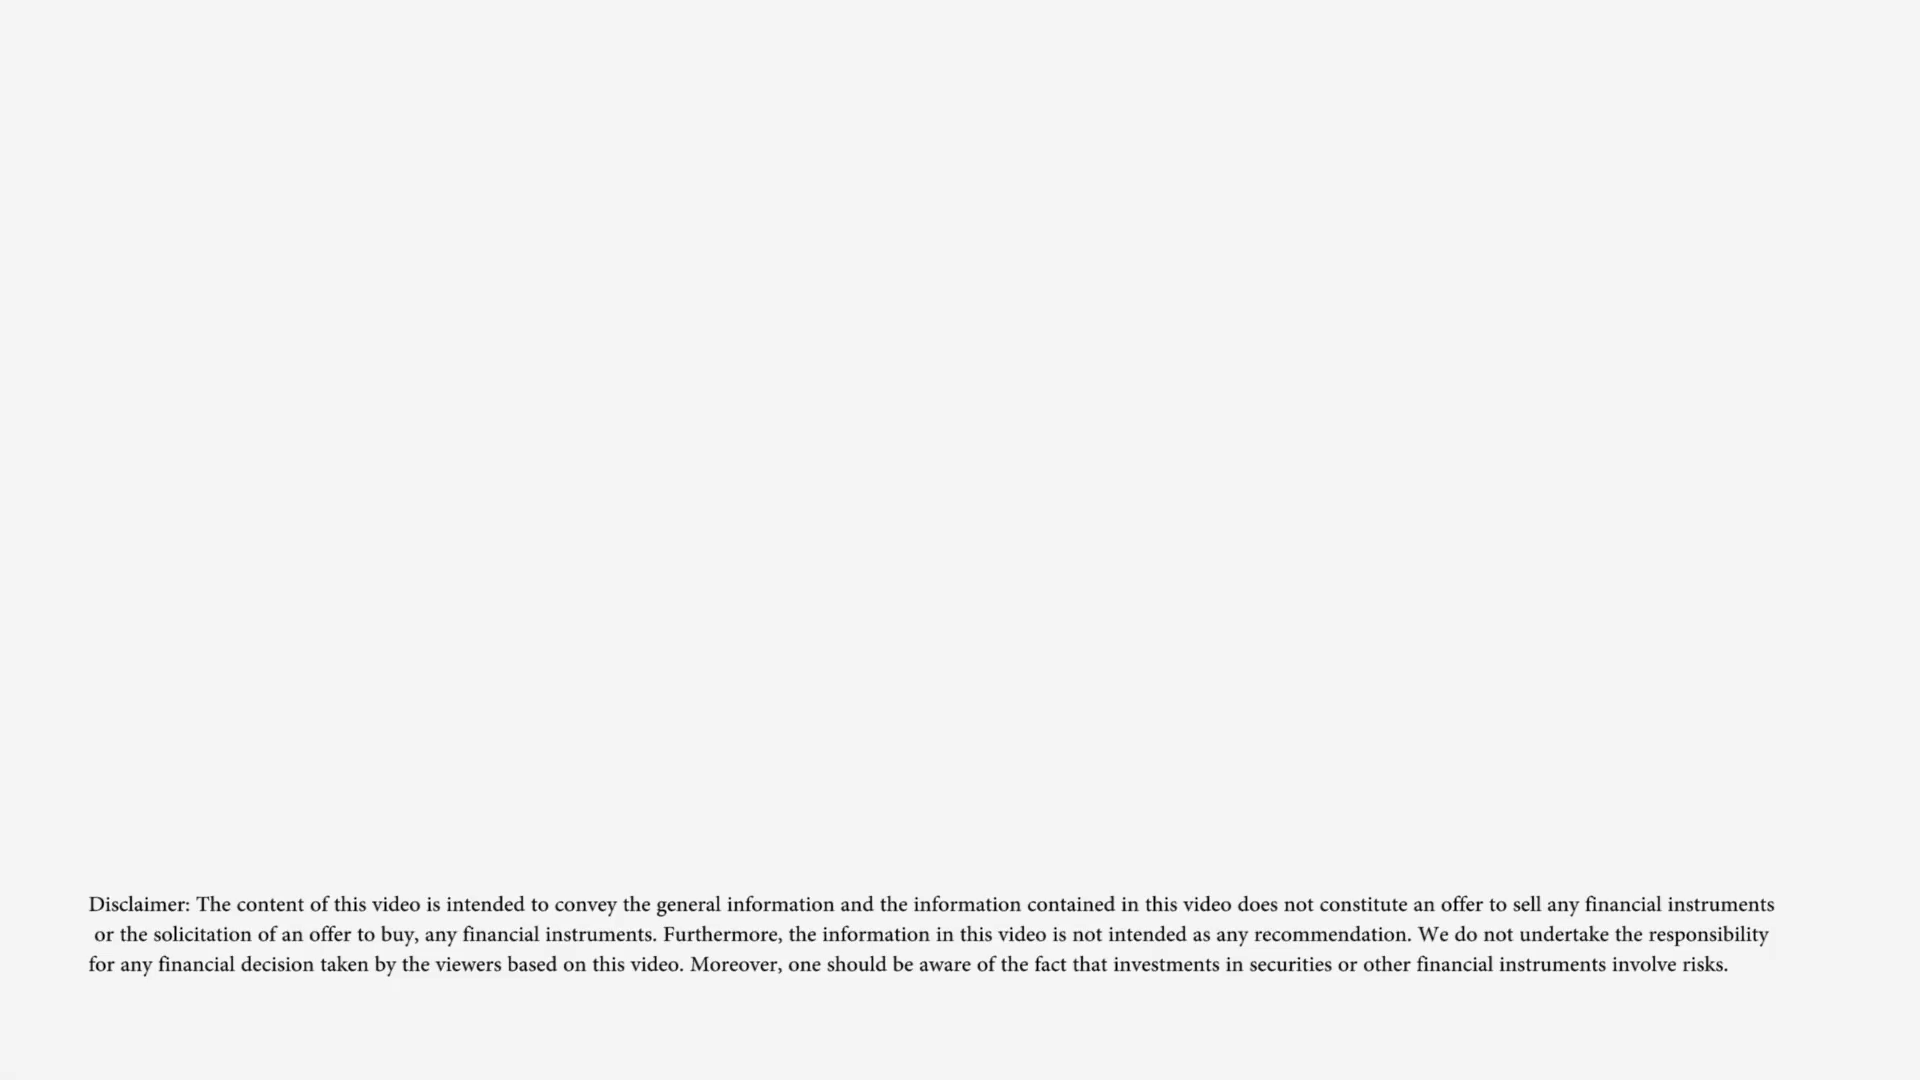 Disclaimer: The content of this video is intended to convey the general information and the information contained in this video does not constitute an offer to sell any financial instruments
or the solicitation of an offer to buy, any financial instruments. Furthermore, the information in this video is not intended as any recommendation. We do not undertake the responsibility
for any financial decision taken by the viewers based on this video. Moreover, one should be aware of the fact that investments in securities or other financial instruments involve risks.